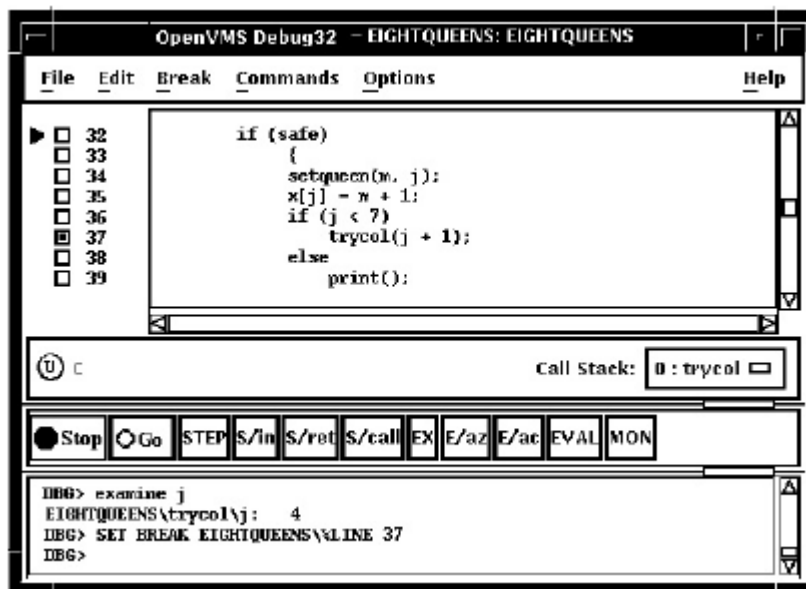 OpenVMS Debug32 - EIGHTQUEENS: EIGHTQUEENS
File Edit Break Commands Options Help
32 if (safe)
33 {
34 setqueen(m, j);
35 x[j] = m + 1;
36 if (j < 7)
37 trycol(j + 1);
38 else
39 print();
U C Call Stack: 0 : trycol
Stop Go STEP S/in S/ret S/call EX E/az E/ac EVAL MON
DBG> examine j
EIGHTQUEENS\trycol\j: 4
DBG> SET BREAK EIGHTQUEENS\%LINE 37
DBG>